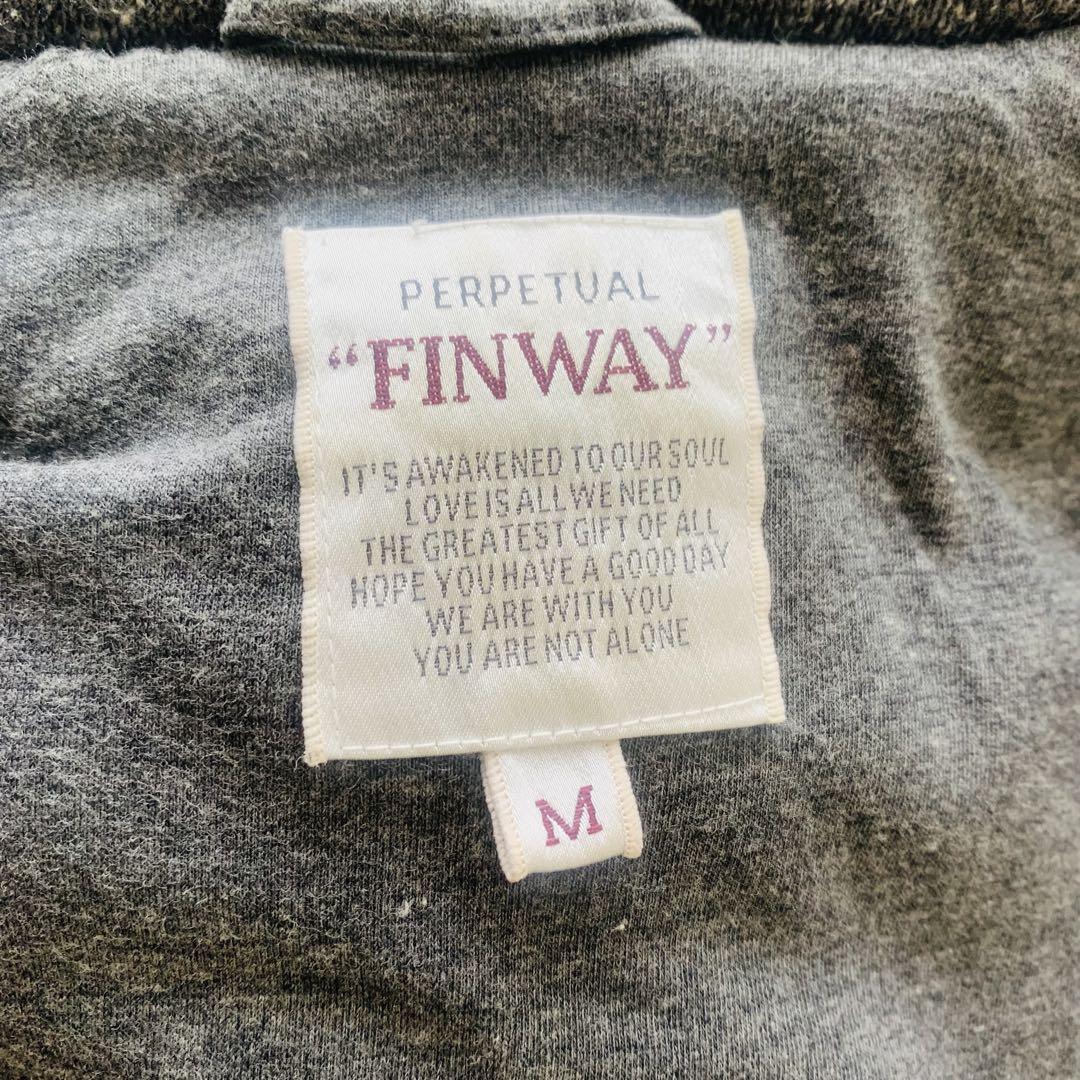 PERPETUAL
“FINWAY”
IT'S AWAKENED TO OUR SOUL
LOVE IS ALL WE NEED
THE GREATEST GIFT OF ALL
HOPE YOU HAVE A GOOD DAY
WE ARE WITH YOU
YOU ARE NOT ALONE
M